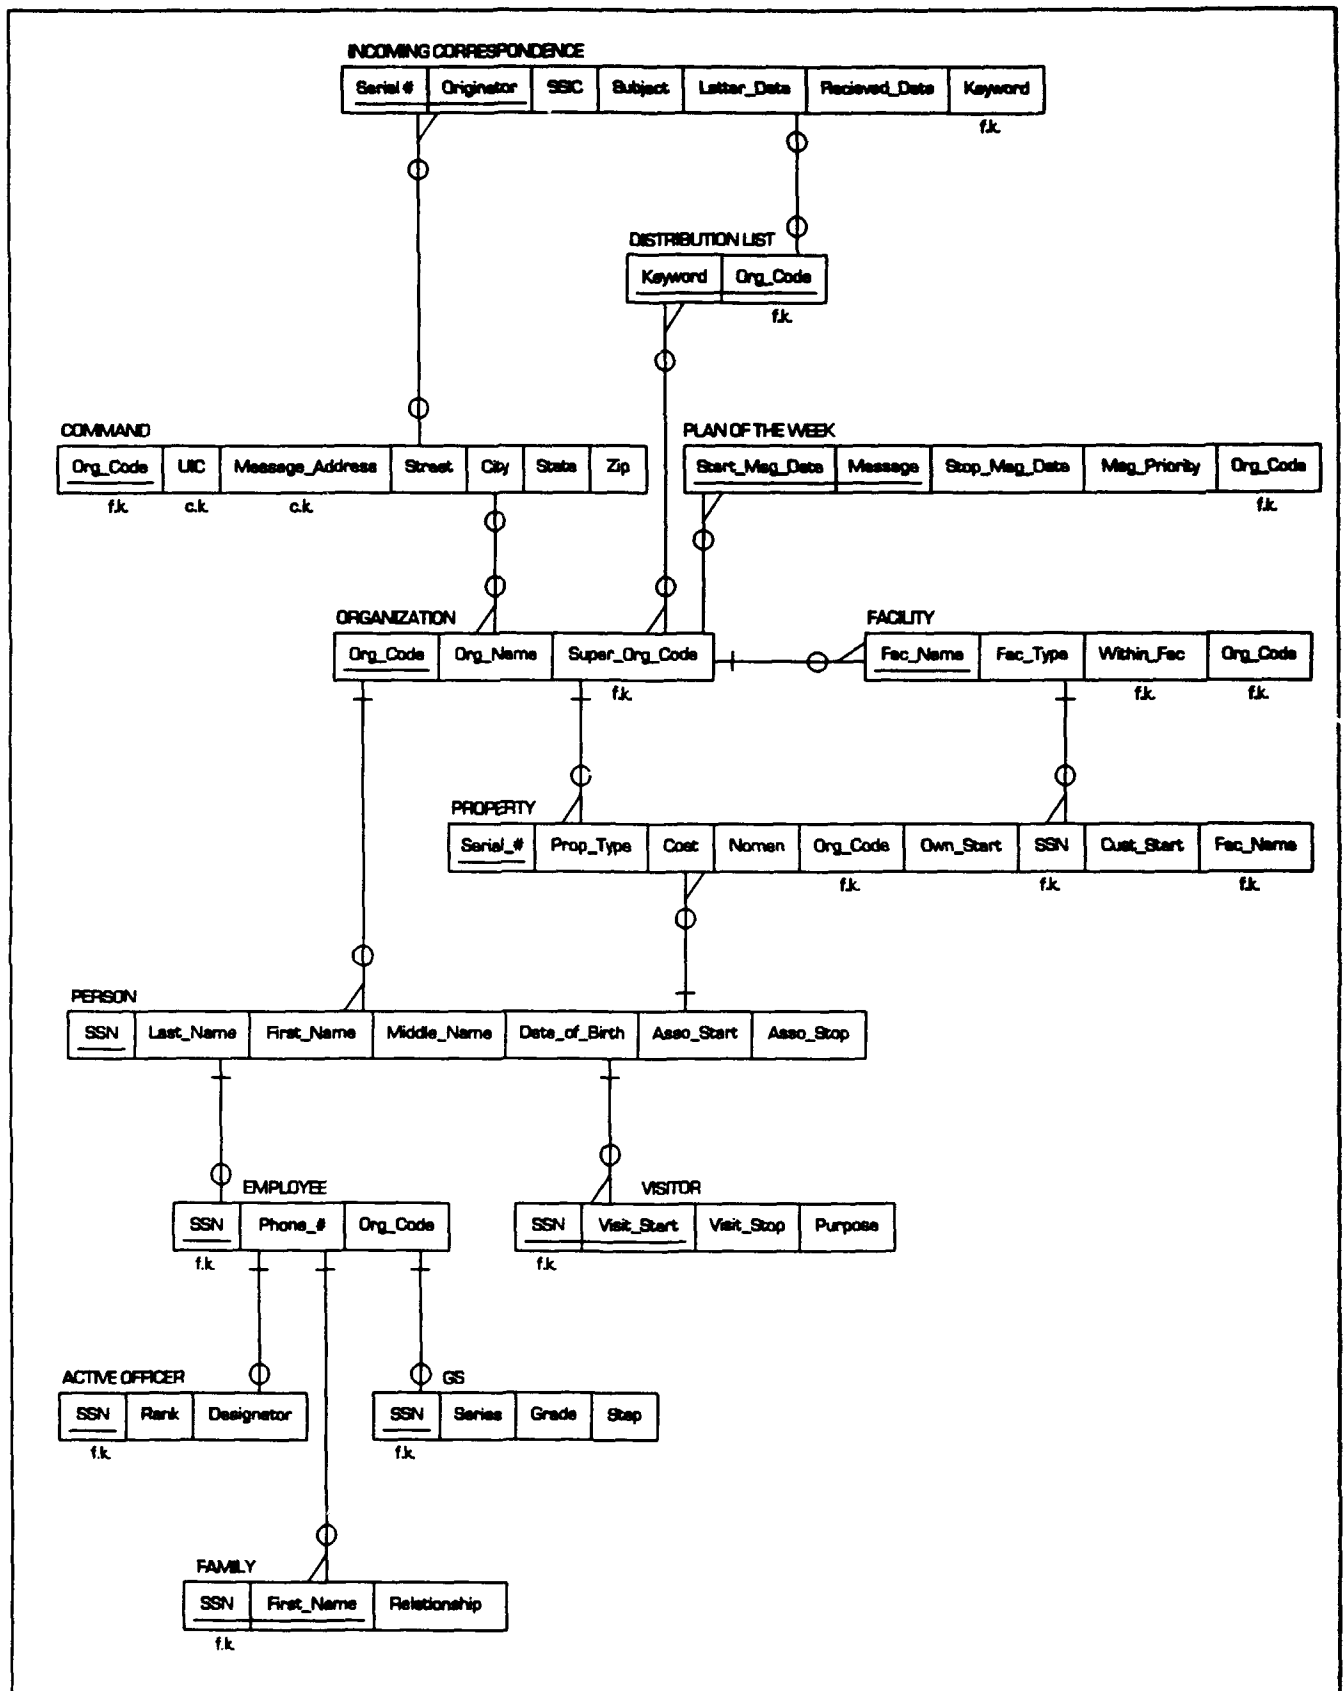 INCOMING CORRESPONDENCE
Serial # Originator SSIC Subject Letter_Date Recieved_Date Keyword
f.k.
DISTRIBUTION LIST
Keyword Org_Code
f.k.
COMMAND
Org_Code UIC Message_Address Street City State Zip
f.k. c.k. c.k.
PLAN OF THE WEEK
Start_Msg_Date Message Stop_Msg_Date Msg_Priority Org_Code
f.k.
ORGANIZATION
Org_Code Org_Name Super_Org_Code
f.k.
FACILITY
Fac_Name Fac_Type Within_Fac Org_Code
f.k. f.k.
PROPERTY
Serial_# Prop_Type Cost Nomen Org_Code Own_Start SSN Cust_Start Fac_Name
f.k. f.k. f.k.
PERSON
SSN Last_Name First_Name Middle_Name Date_of_Birth Asso_Start Asso_Stop
EMPLOYEE
SSN Phone_# Org_Code
f.k.
VISITOR
SSN Visit_Start Visit_Stop Purpose
f.k.
ACTIVE OFFICER
SSN Rank Designator
f.k.
GS
SSN Series Grade Step
f.k.
FAMILY
SSN First_Name Relationship
f.k.